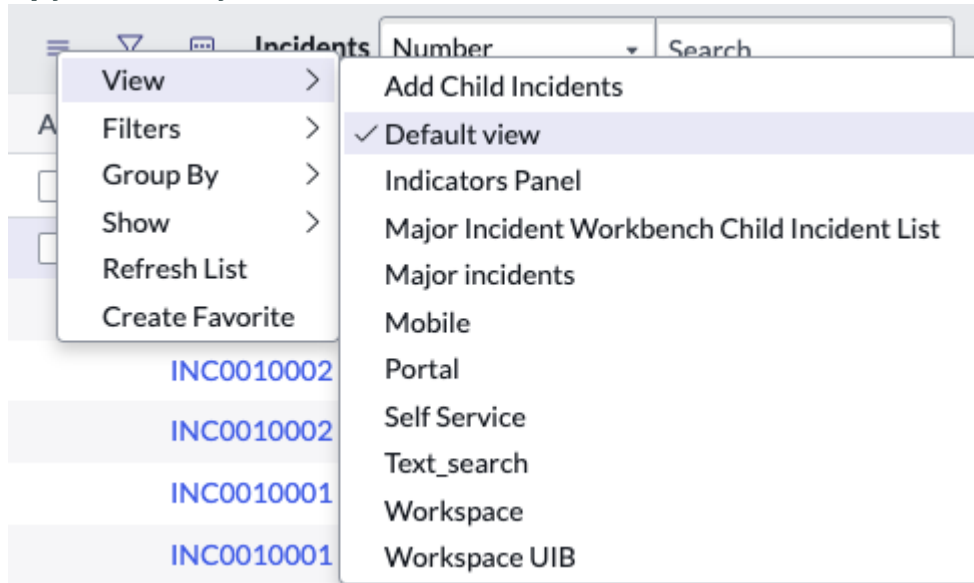 Incidents Number Search
View
Filters
Group By
Show
Refresh List
Create Favorite
Add Child Incidents
Default view
Indicators Panel
Major Incident Workbench Child Incident List
Major incidents
Mobile
Portal
Self Service
Text_search
Workspace
Workspace UIB
A
INC0010002
INC0010002
INC0010001
INC0010001